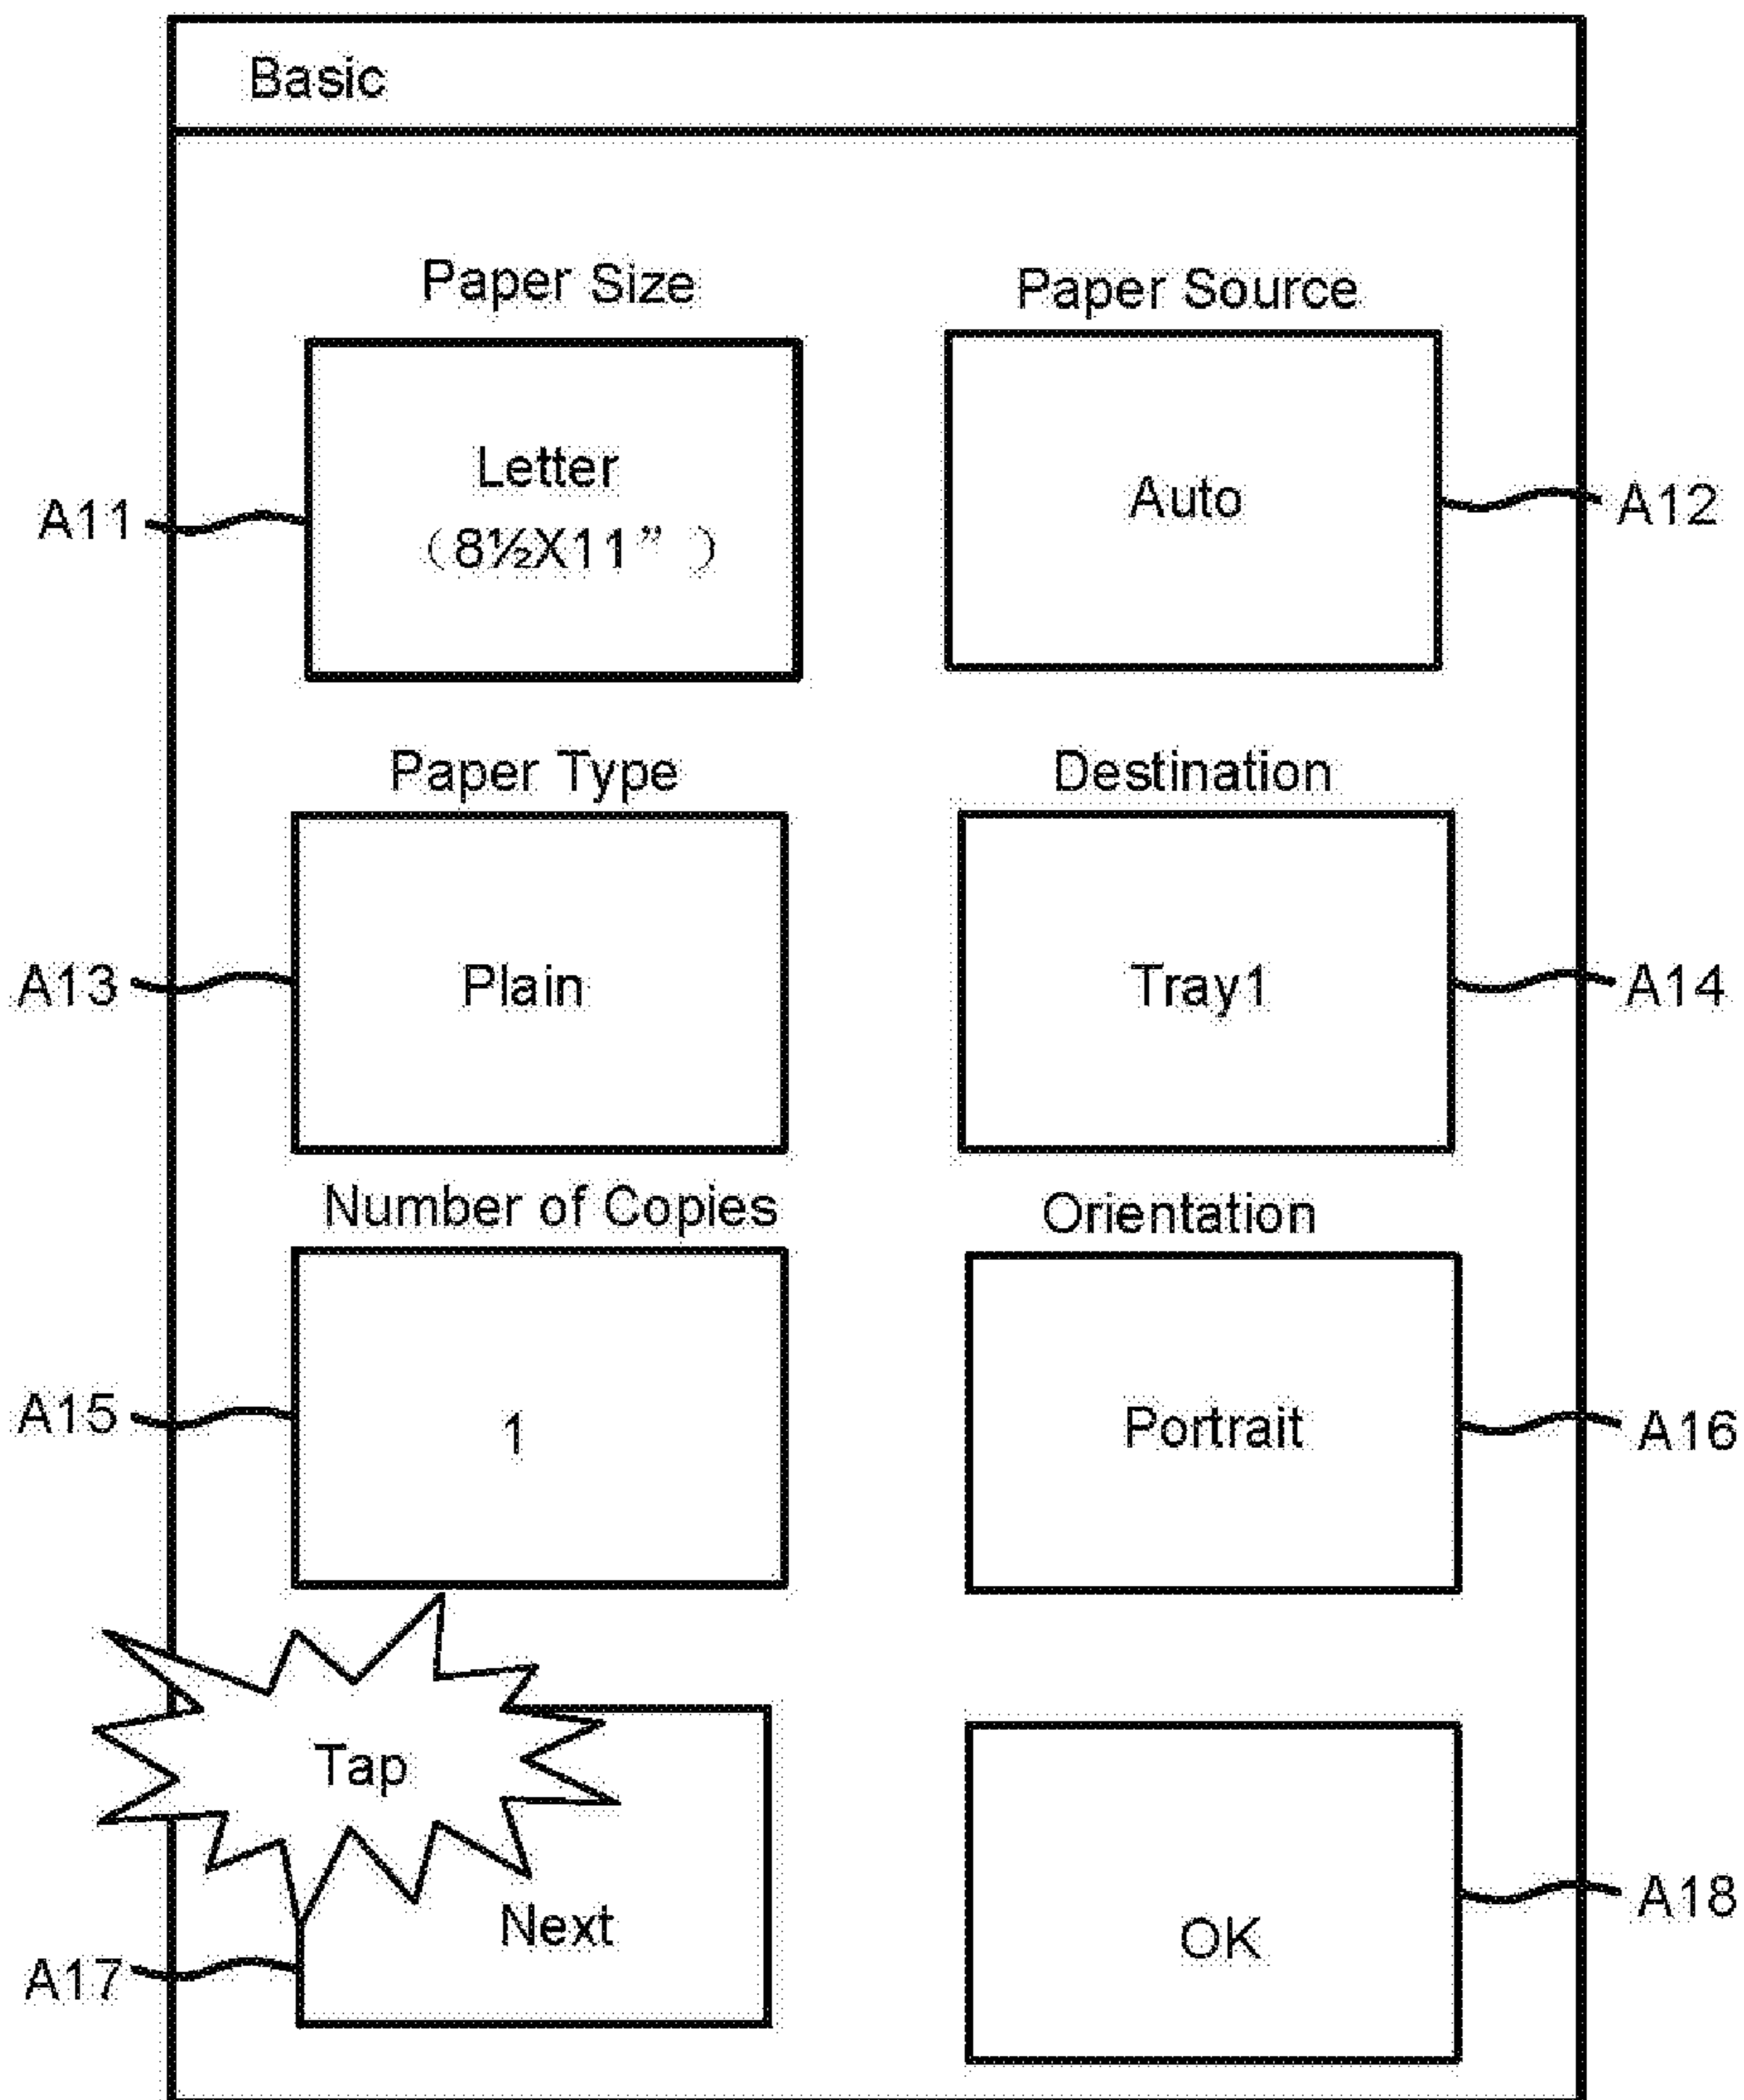 Basic
Paper Size
Paper Source
Letter
(8½X11”)
Auto
A11
A12
Paper Type
Destination
Plain
Tray1
A13
A14
Number of Copies
Orientation
1
Portrait
A15
A16
Tap
Next
OK
A17
A18